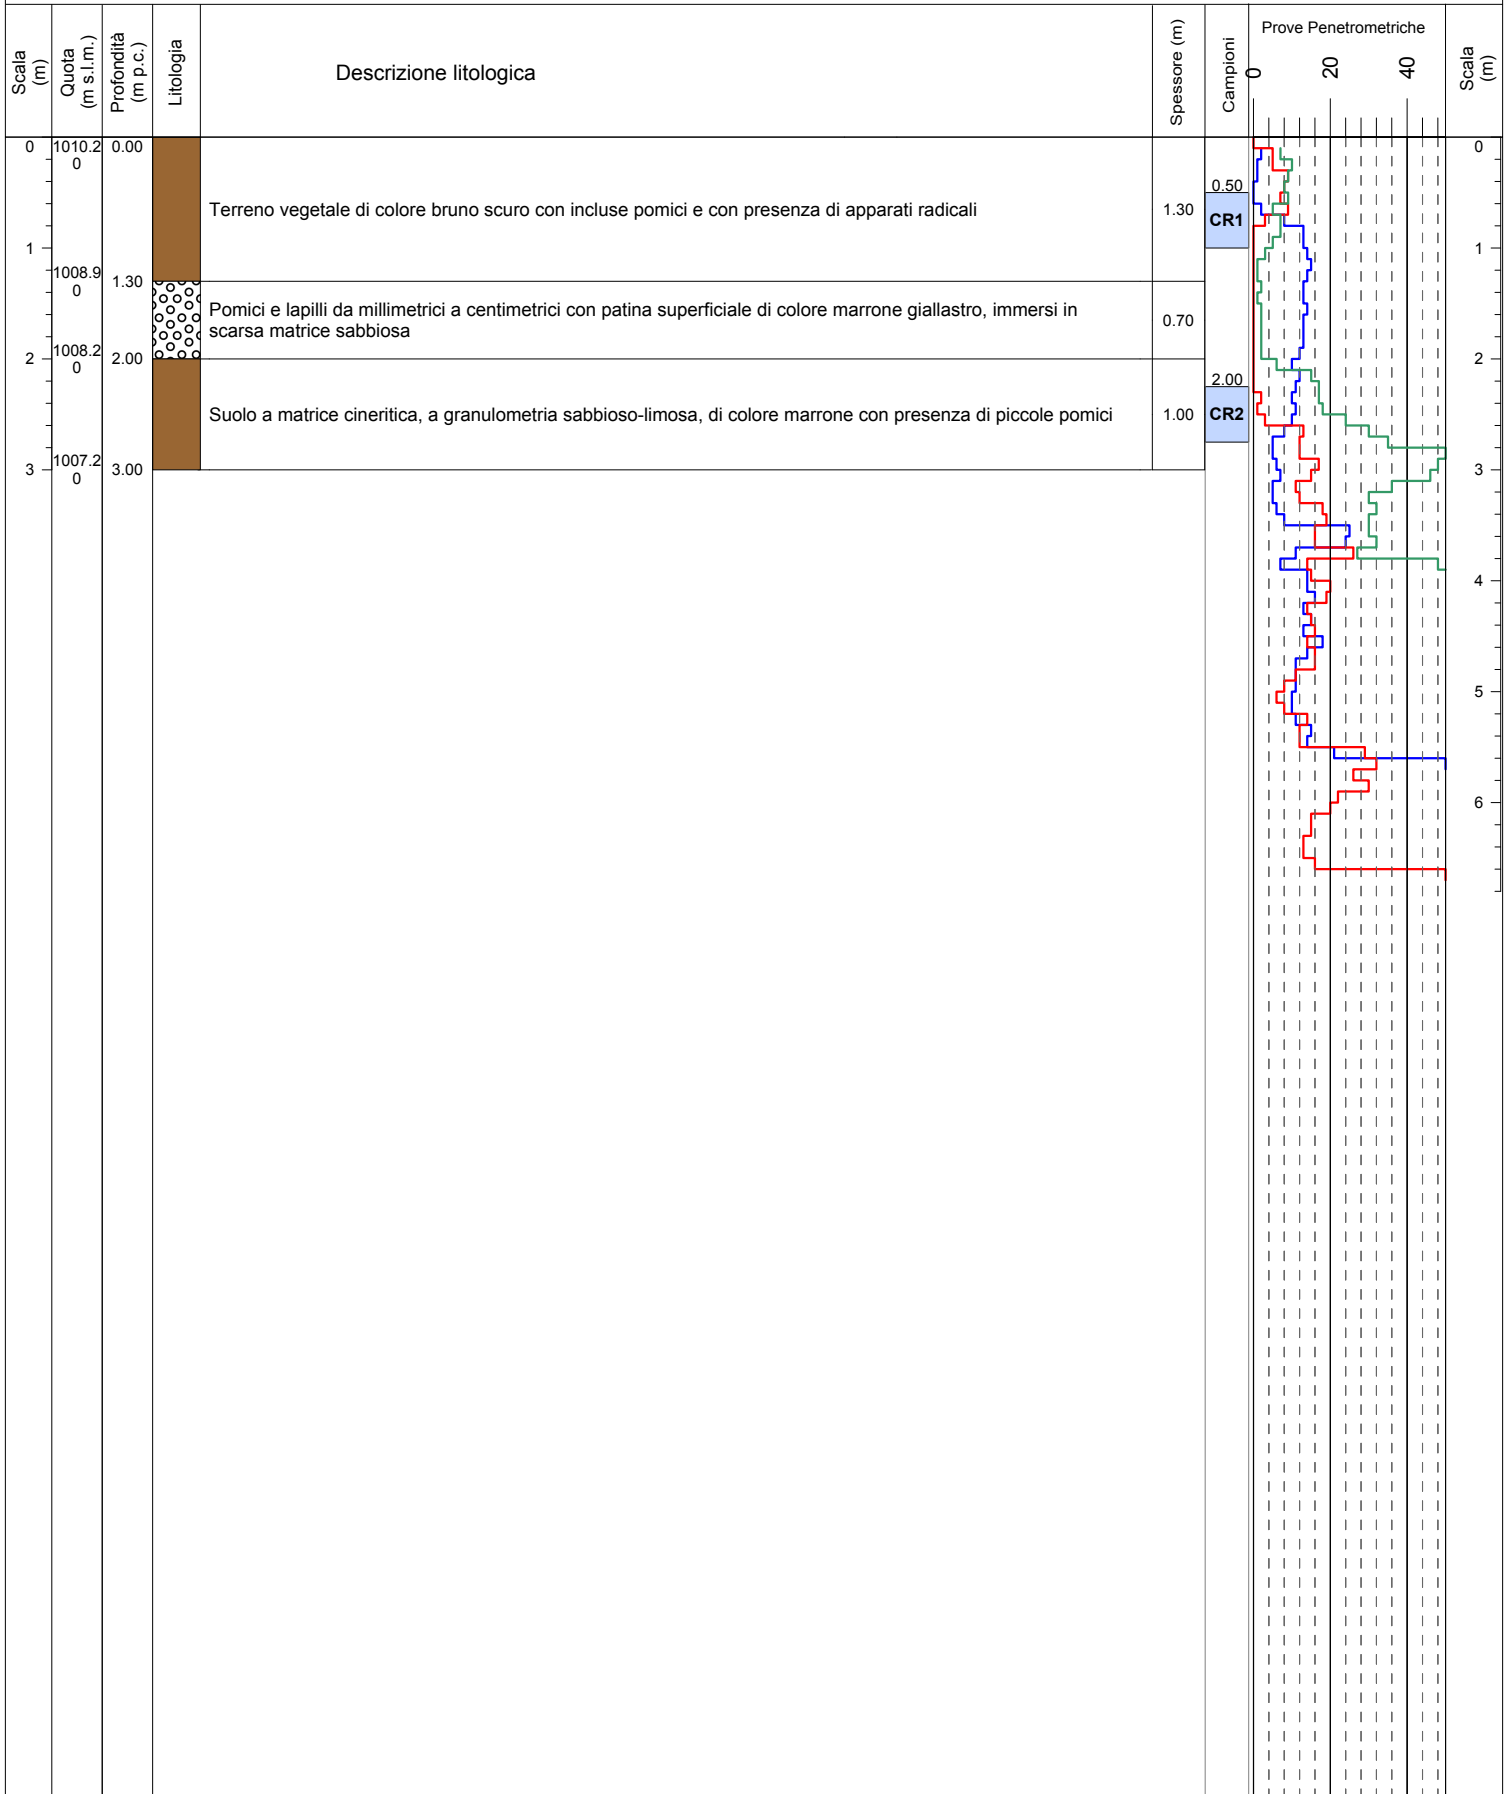 Scala
(m)
Quota
(m s.l.m.)
Profondità
(m p.c.)
Litologia
Descrizione litologica
Spessore (m)
Campioni
Prove Penetrometriche
0
20
40
Scala
(m)
0
1010.2
0
0.00
Terreno vegetale di colore bruno scuro con incluse pomici e con presenza di apparati radicali
1.30
0.50
CR1
0
1
1008.9
0
1.30
1
Pomici e lapilli da millimetrici a centimetrici con patina superficiale di colore marrone giallastro, immersi in
scarsa matrice sabbiosa
0.70
2
1008.2
0
2.00
2
Suolo a matrice cineritica, a granulometria sabbioso-limosa, di colore marrone con presenza di piccole pomici
1.00
2.00
CR2
3
1007.2
0
3.00
3
4
5
6